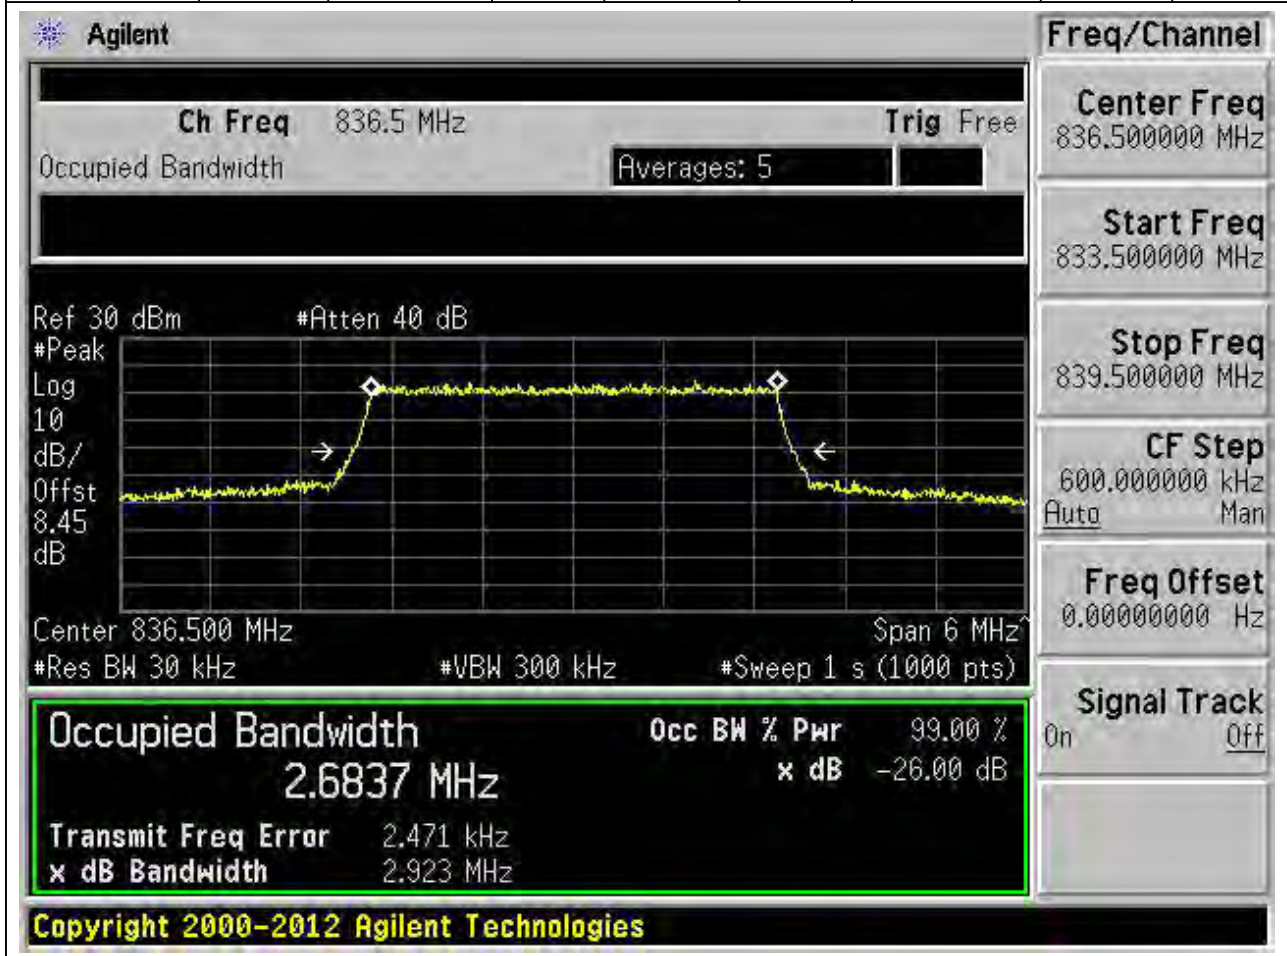 Agilent
Freq/Channel
Ch Freq 836.5 MHz Trig Free
Occupied Bandwidth Averages: 5
Center Freq
836.500000 MHz
Start Freq
833.500000 MHz
Stop Freq
839.500000 MHz
CF Step
600.000000 kHz
Auto Man
Freq Offset
0.00000000 Hz
Signal Track
On Off
Ref 30 dBm #Atten 40 dB
#Peak
Log
10
dB/
Offst
8.45
dB
Center 836.500 MHz Span 6 MHz^
#Res BW 30 kHz #VBW 300 kHz #Sweep 1 s (1000 pts)
Occupied Bandwidth Occ BW % Pwr 99.00 %
2.6837 MHz x dB -26.00 dB
Transmit Freq Error 2.471 kHz
x dB Bandwidth 2.923 MHz
Copyright 2000-2012 Agilent Technologies